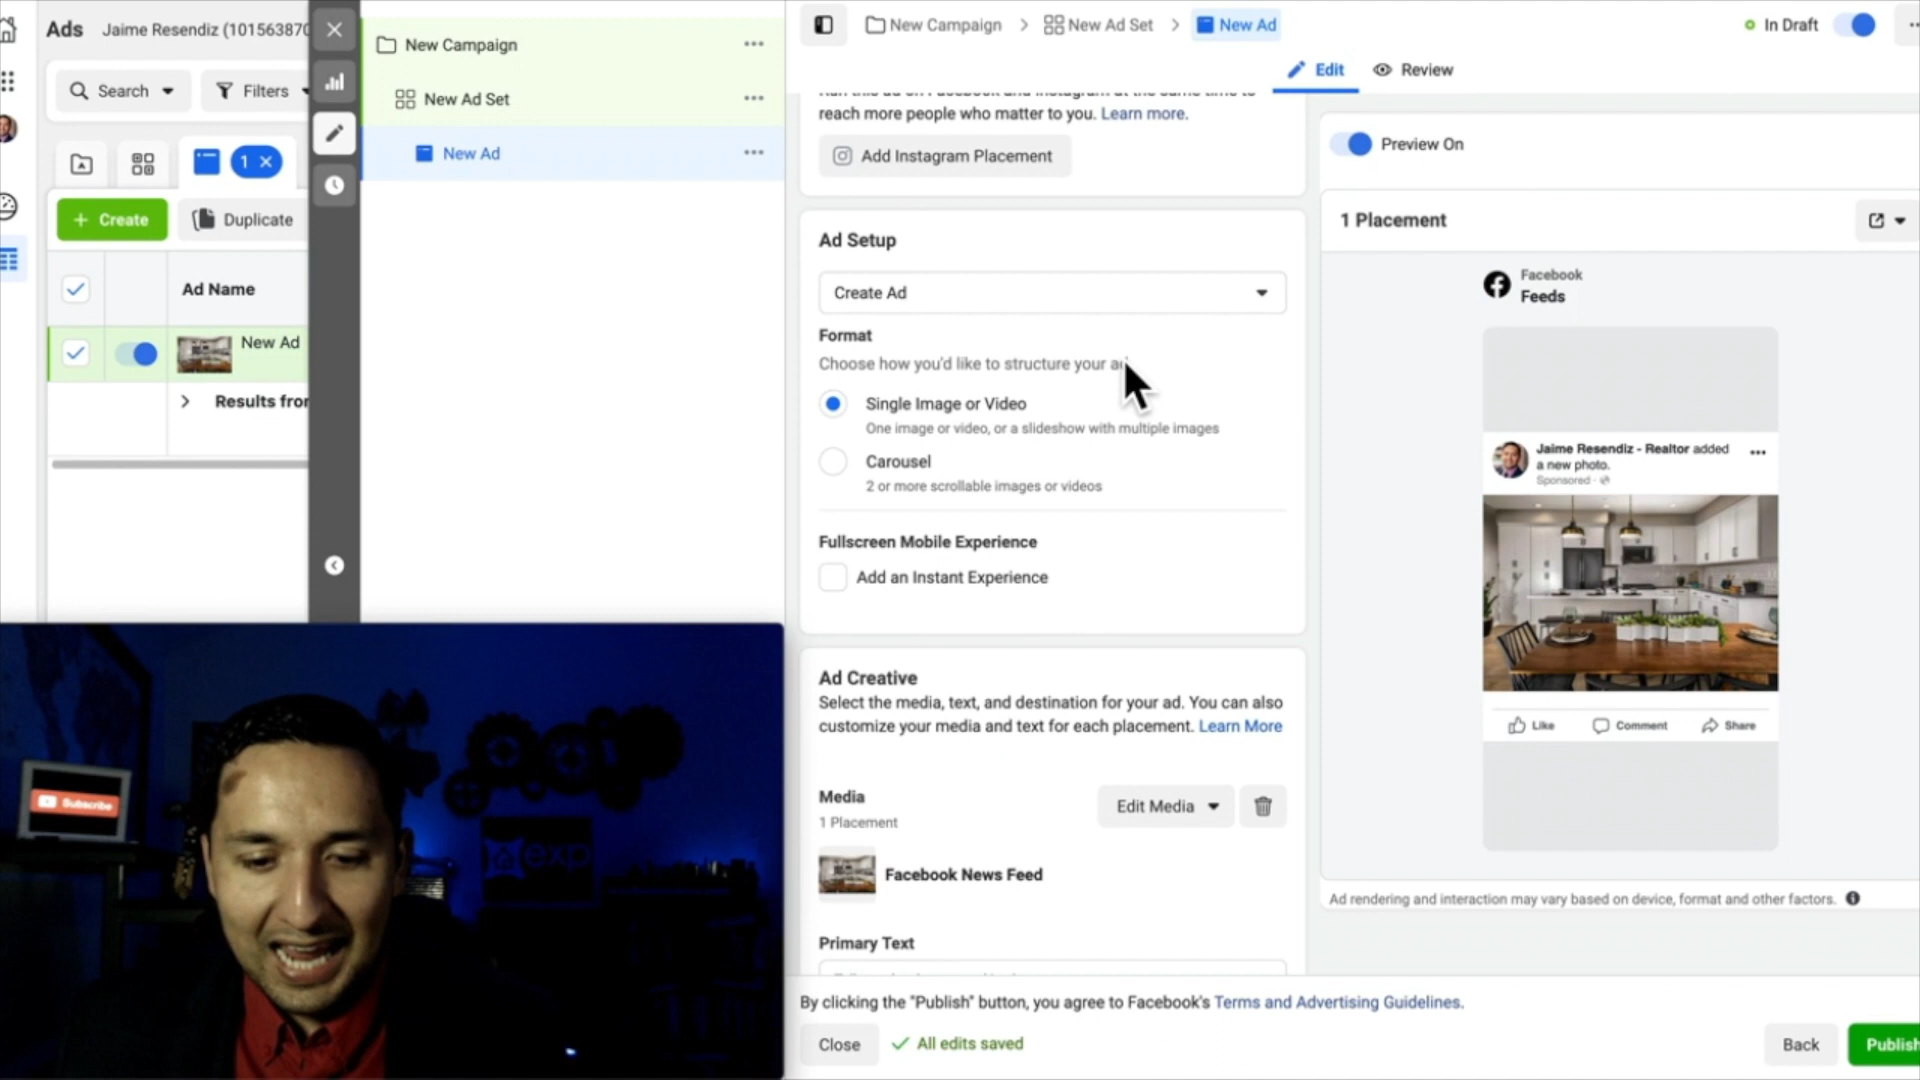 Ads
Jaime Resendiz (101563870
Search
Filters
1
Create
Duplicate
Ad Name
New Ad
Results from
New Campaign
New Ad Set
New Ad
New Campaign
New Ad Set
New Ad
In Draft
Edit
Review
reach more people who matter to you. Learn more.
Add Instagram Placement
Ad Setup
Create Ad
Format
Choose how you'd like to structure your ad
Single Image or Video
One image or video, or a slideshow with multiple images
Carousel
2 or more scrollable images or videos
Fullscreen Mobile Experience
Add an Instant Experience
Ad Creative
Select the media, text, and destination for your ad. You can also
customize your media and text for each placement. Learn More
Media
1 Placement
Edit Media
Facebook News Feed
Primary Text
Preview On
1 Placement
Facebook
Feeds
Jaime Resendiz - Realtor added
a new photo.
Sponsored ·
Like
Comment
Share
Ad rendering and interaction may vary based on device, format and other factors.
By clicking the "Publish" button, you agree to Facebook's Terms and Advertising Guidelines.
Close
All edits saved
Back
Publish
Subscribe
exp